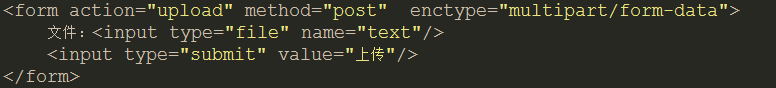 <form action="upload" method="post"  enctype="multipart/form-data">
    文件：<input type="file" name="text"/>
    <input type="submit" value="上传"/>
</form>